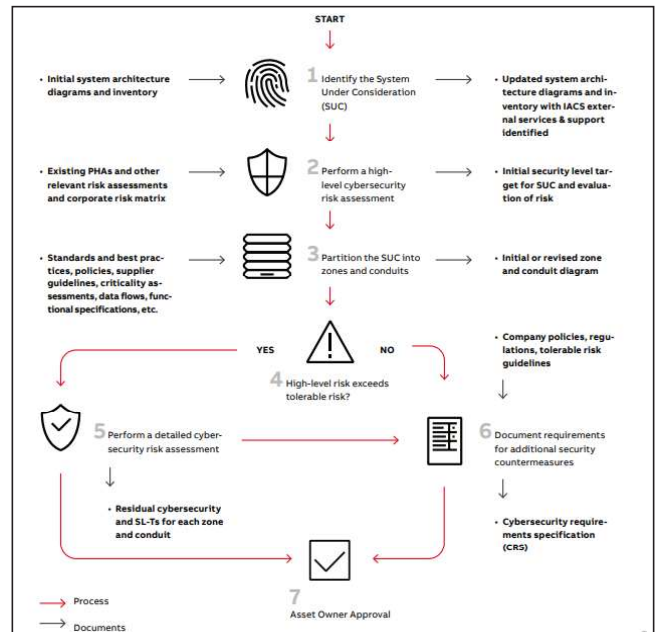 START
• Initial system architecture
diagrams and inventory
1 Identify the System
Under Consideration
(SUC)
• Updated system archi-
tecture diagrams and in-
ventory with IACS exter-
nal services & support
identified
• Existing PHAs and other
relevant risk assessments
and corporate risk matrix
2 Perform a high-
level cybersecurity
risk assessment
• Initial security level tar-
get for SUC and evalua-
tion of risk
• Standards and best prac-
tices, policies, supplier
guidelines, criticality as-
sessments, data flows, func-
tional specifications, etc.
3 Partition the SUC into
zones and conduits
• Initial or revised zone
and conduit diagram
YES
NO
4 High-level risk exceeds
tolerable risk?
• Company policies, regu-
lations, tolerable risk
guidelines
5 Perform a detailed cyber-
security risk assessment
6 Document requirements
for additional security
countermeasures
• Residual cybersecurity
and SL-Ts for each zone
and conduit
• Cybersecurity require-
ments specification
(CRS)
7
Asset Owner Approval
Process
Documents